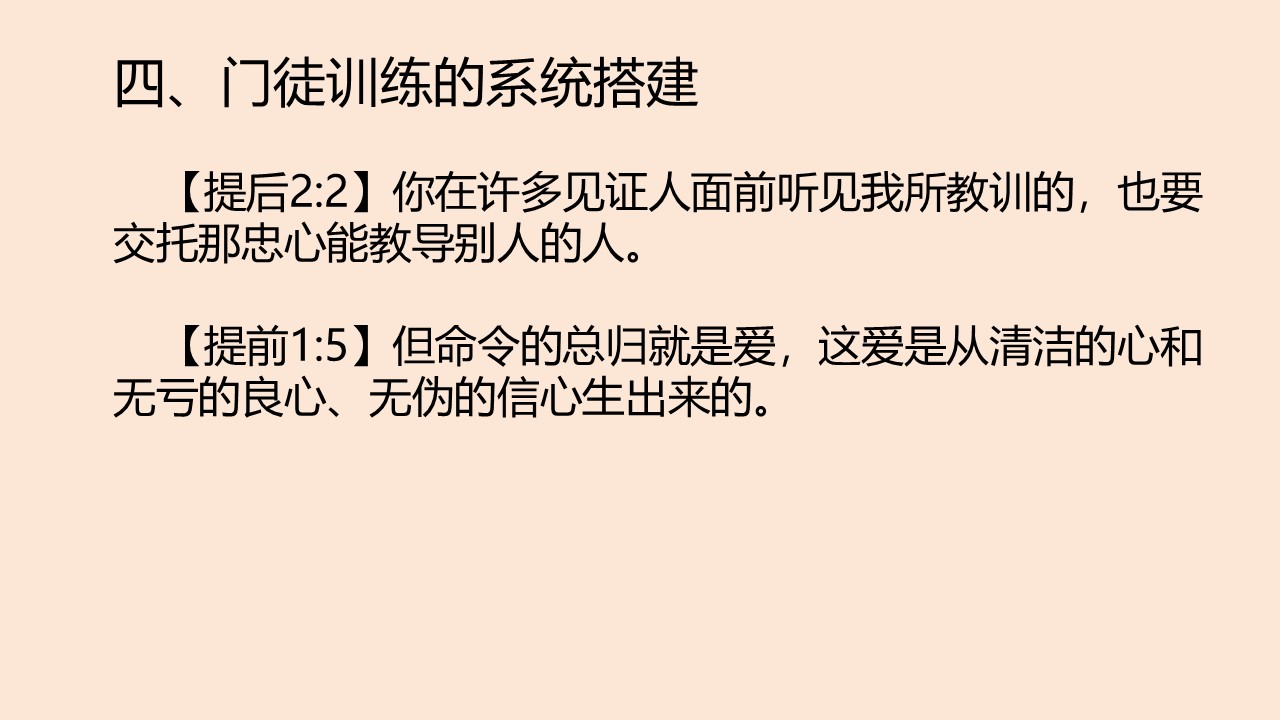 四、门徒训练的系统搭建
【提后2:2】你在许多见证人面前听见我所教训的，也要
交托那忠心能教导别人的人。
【提前1:5】但命令的总归就是爱，这爱是从清洁的心和
无亏的良心、无伪的信心生出来的。